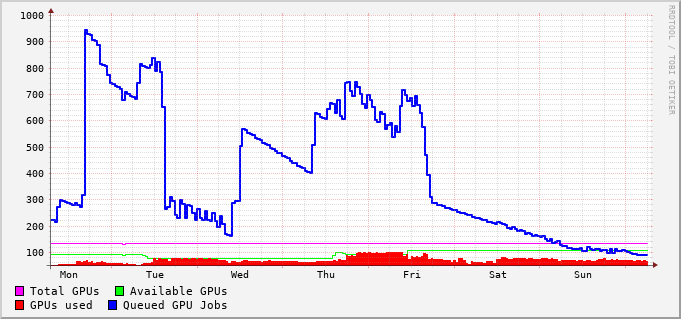 RRDTOOL / TOBI OETIKER
1000
900
800
700
600
500
400
300
200
100
Mon Tue Wed Thu Fri Sat Sun
Total GPUs Available GPUs
GPUs used Queued GPU Jobs